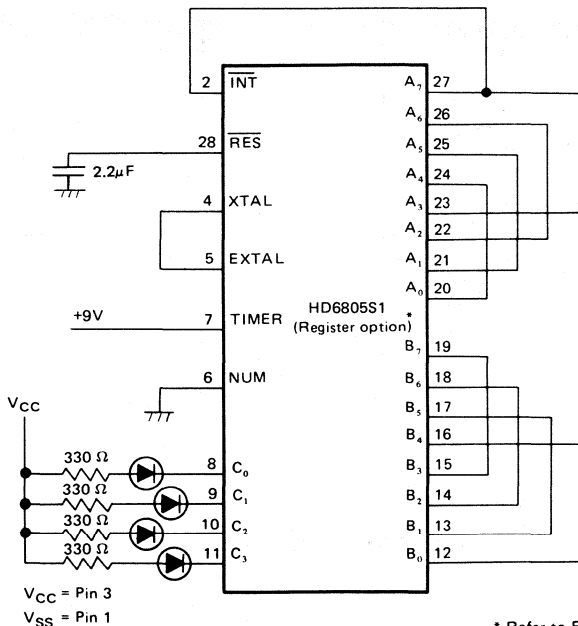 2 I̅N̅T̅
28 R̅E̅S̅
2.2μF
4 XTAL
5 EXTAL
+9V
7 TIMER
6 NUM
HD6805S1
(Register option)*
A₇ 27
A₆ 26
A₅ 25
A₄ 24
A₃ 23
A₂ 22
A₁ 21
A₀ 20
B₇ 19
B₆ 18
B₅ 17
B₄ 16
B₃ 15
B₂ 14
B₁ 13
B₀ 12
VCC
330 Ω 8 C₀
330 Ω 9 C₁
330 Ω 10 C₂
330 Ω 11 C₃
VCC = Pin 3
VSS = Pin 1
* Refer to